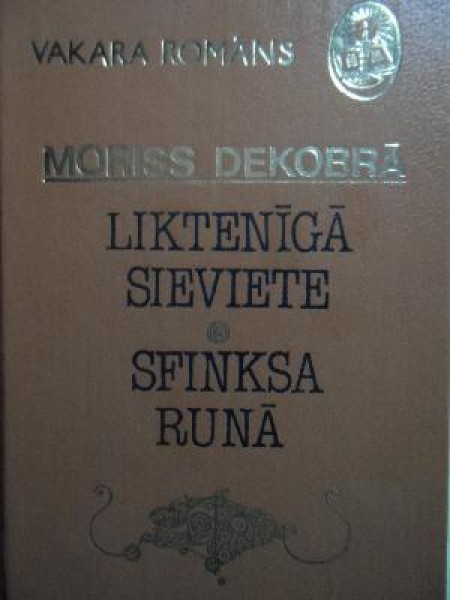 VAKARA ROMĀNS
MORISS DEKOBRĀ
LIKTENĪGĀ
SIEVIETE
SFINKSA
RUNĀ